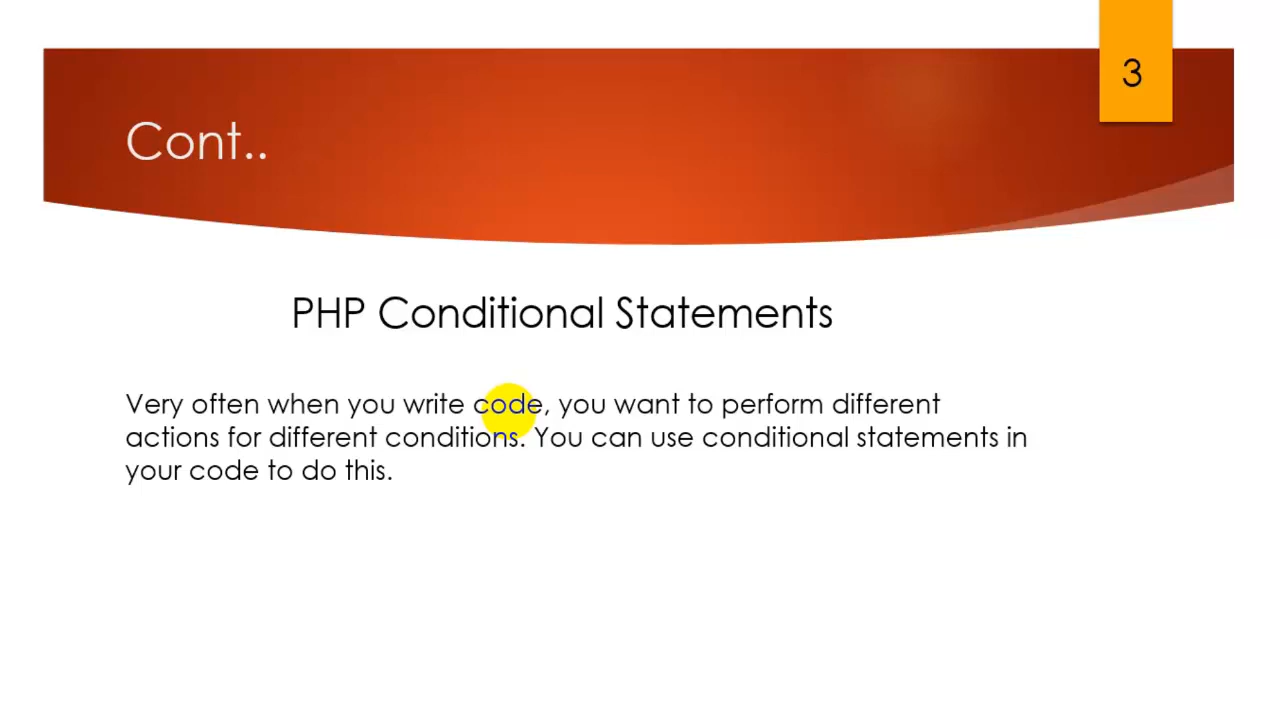 3
Cont..
PHP Conditional Statements
Very often when you write code, you want to perform different
actions for different conditions. You can use conditional statements in
your code to do this.